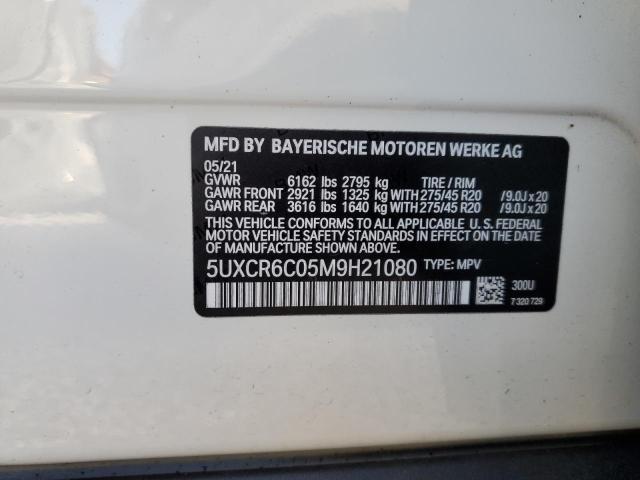 MFD BY BAYERISCHE MOTOREN WERKE AG
05/21
GVWR 6162 lbs 2795 kg TIRE / RIM
GAWR FRONT 2921 lbs 1325 kg WITH 275/45 R20 /9.0J x 20
GAWR REAR 3616 lbs 1640 kg WITH 275/45 R20 /9.0J x 20
THIS VEHICLE CONFORMS TO ALL APPLICABLE U.S. FEDERAL
MOTOR VEHICLE SAFETY STANDARDS IN EFFECT ON THE DATE
OF MANUFACTURE SHOWN ABOVE.
5UXCR6C05M9H21080 TYPE: MPV
300U
7 320 729